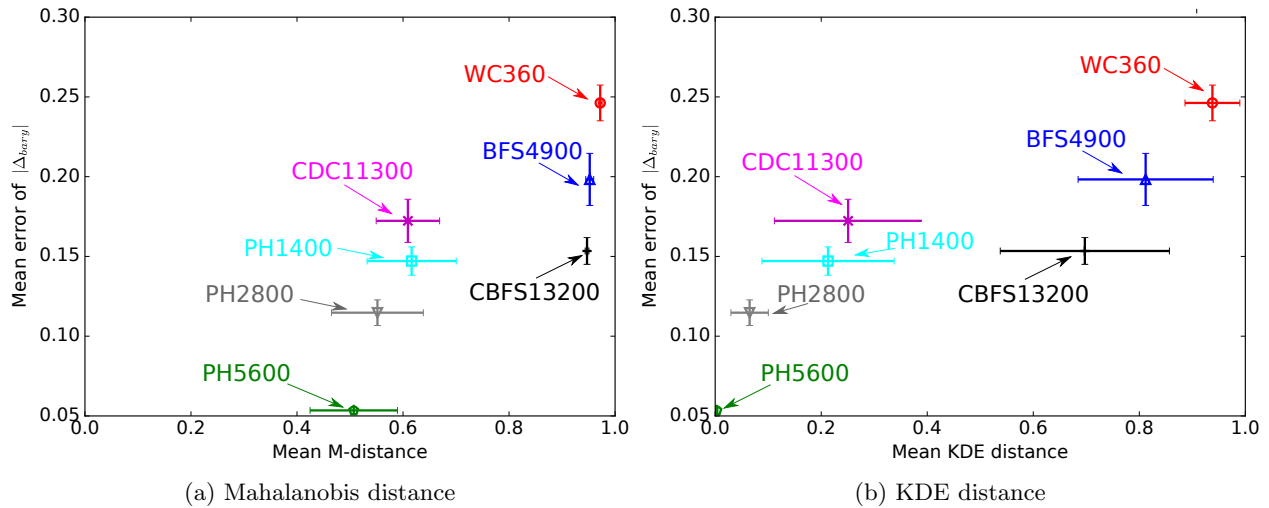 0.30
0.25
0.20
0.15
0.10
0.05
Mean error of |Δbary|
WC360
BFS4900
CDC11300
PH1400
CBFS13200
PH2800
PH5600
0.0 0.2 0.4 0.6 0.8 1.0
Mean M-distance
(a) Mahalanobis distance
0.30
0.25
0.20
0.15
0.10
0.05
Mean error of |Δbary|
WC360
BFS4900
CDC11300
PH1400
CBFS13200
PH2800
PH5600
0.0 0.2 0.4 0.6 0.8 1.0
Mean KDE distance
(b) KDE distance